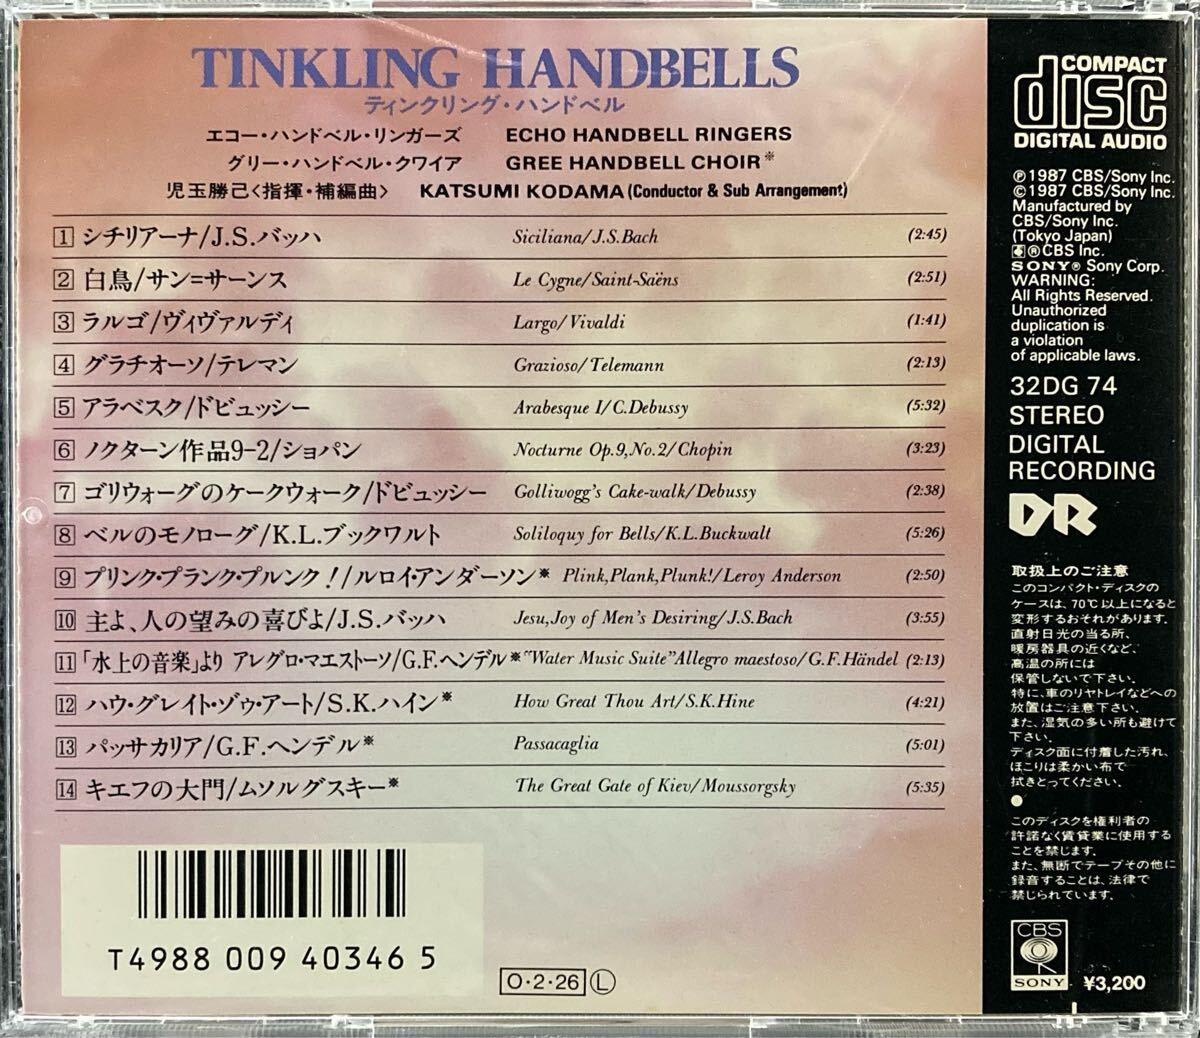 TINKLING HANDBELLS
ティンクリング・ハンドベル
エコー・ハンドベル・リンガーズ ECHO HANDBELL RINGERS
グリー・ハンドベル・クワイア GREE HANDBELL CHOIR※
児玉勝己〈指揮・補編曲〉 KATSUMI KODAMA (Conductor & Sub Arrangement)
1 シチリアーナ/J.S.バッハ Siciliana/J.S.Bach (2:45)
2 白鳥/サン=サーンス Le Cygne/Saint-Saëns (2:51)
3 ラルゴ/ヴィヴァルディ Largo/Vivaldi (1:41)
4 グラチオーソ/テレマン Grazioso/Telemann (2:13)
5 アラベスク/ドビュッシー Arabesque I/C.Debussy (5:32)
6 ノクターン作品9-2/ショパン Nocturne Op.9,No.2/Chopin (3:23)
7 ゴリウォーグのケークウォーク/ドビュッシー Golliwogg's Cake-walk/Debussy (2:38)
8 ベルのモノローグ/K.L.ブックワルト Soliloquy for Bells/K.L.Buckwalt (5:26)
9 プリンク・プランク・プルンク!/ルロイ・アンダーソン※ Plink,Plank,Plunk!/Leroy Anderson (2:50)
10 主よ、人の望みの喜びよ/J.S.バッハ Jesu,Joy of Men's Desiring/J.S.Bach (3:55)
11 「水上の音楽」より アレグロ・マエストーソ/G.F.ヘンデル※ "Water Music Suite"Allegro maestoso/G.F.Händel (2:13)
12 ハウ・グレイト・ゾゥ・アート/S.K.ハイン※ How Great Thou Art/S.K.Hine (4:21)
13 パッサカリア/G.F.ヘンデル※ Passacaglia (5:01)
14 キエフの大門/ムソルグスキー※ The Great Gate of Kiev/Moussorgsky (5:35)
T4988 009 40346 5
O・2・26 L
COMPACT
disc
DIGITAL AUDIO
Ⓟ1987 CBS/Sony Inc.
©1987 CBS/Sony Inc.
Manufactured by
CBS/Sony Inc.
(Tokyo Japan)
®CBS Inc.
SONY® Sony Corp.
WARNING:
All Rights Reserved.
Unauthorized
duplication is
a violation
of applicable laws.
32DG 74
STEREO
DIGITAL
RECORDING
DR
取扱上のご注意
このコンパクト・ディスクの
ケースは、70℃以上になると
変形するおそれがあります。
直射日光の当る所、
暖房器具の近くなど、
高温の所には
保管しないで下さい。
特に、車のリヤトレイなどへの
放置はご注意下さい。
また、湿気の多い所も避けて
下さい。
ディスク面に付着した汚れ、
ほこりは柔かい布で
拭きとってください。
●
このディスクを権利者の
許諾なく賃貸業に使用する
ことを禁じます。
また、無断でテープその他に
録音することは、法律で
禁じられています。
CBS
SONY
¥3,200